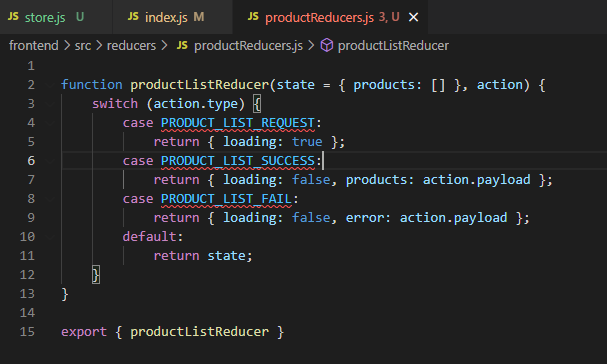 JS store.js U JS index.js M JS productReducers.js 3, U ×
frontend > src > reducers > JS productReducers.js > productListReducer
1
2 function productListReducer(state = { products: [] }, action) {
3     switch (action.type) {
4         case PRODUCT_LIST_REQUEST:
5             return { loading: true };
6         case PRODUCT_LIST_SUCCESS:
7             return { loading: false, products: action.payload };
8         case PRODUCT_LIST_FAIL:
9             return { loading: false, error: action.payload };
10         default:
11             return state;
12     }
13 }
14
15 export { productListReducer }